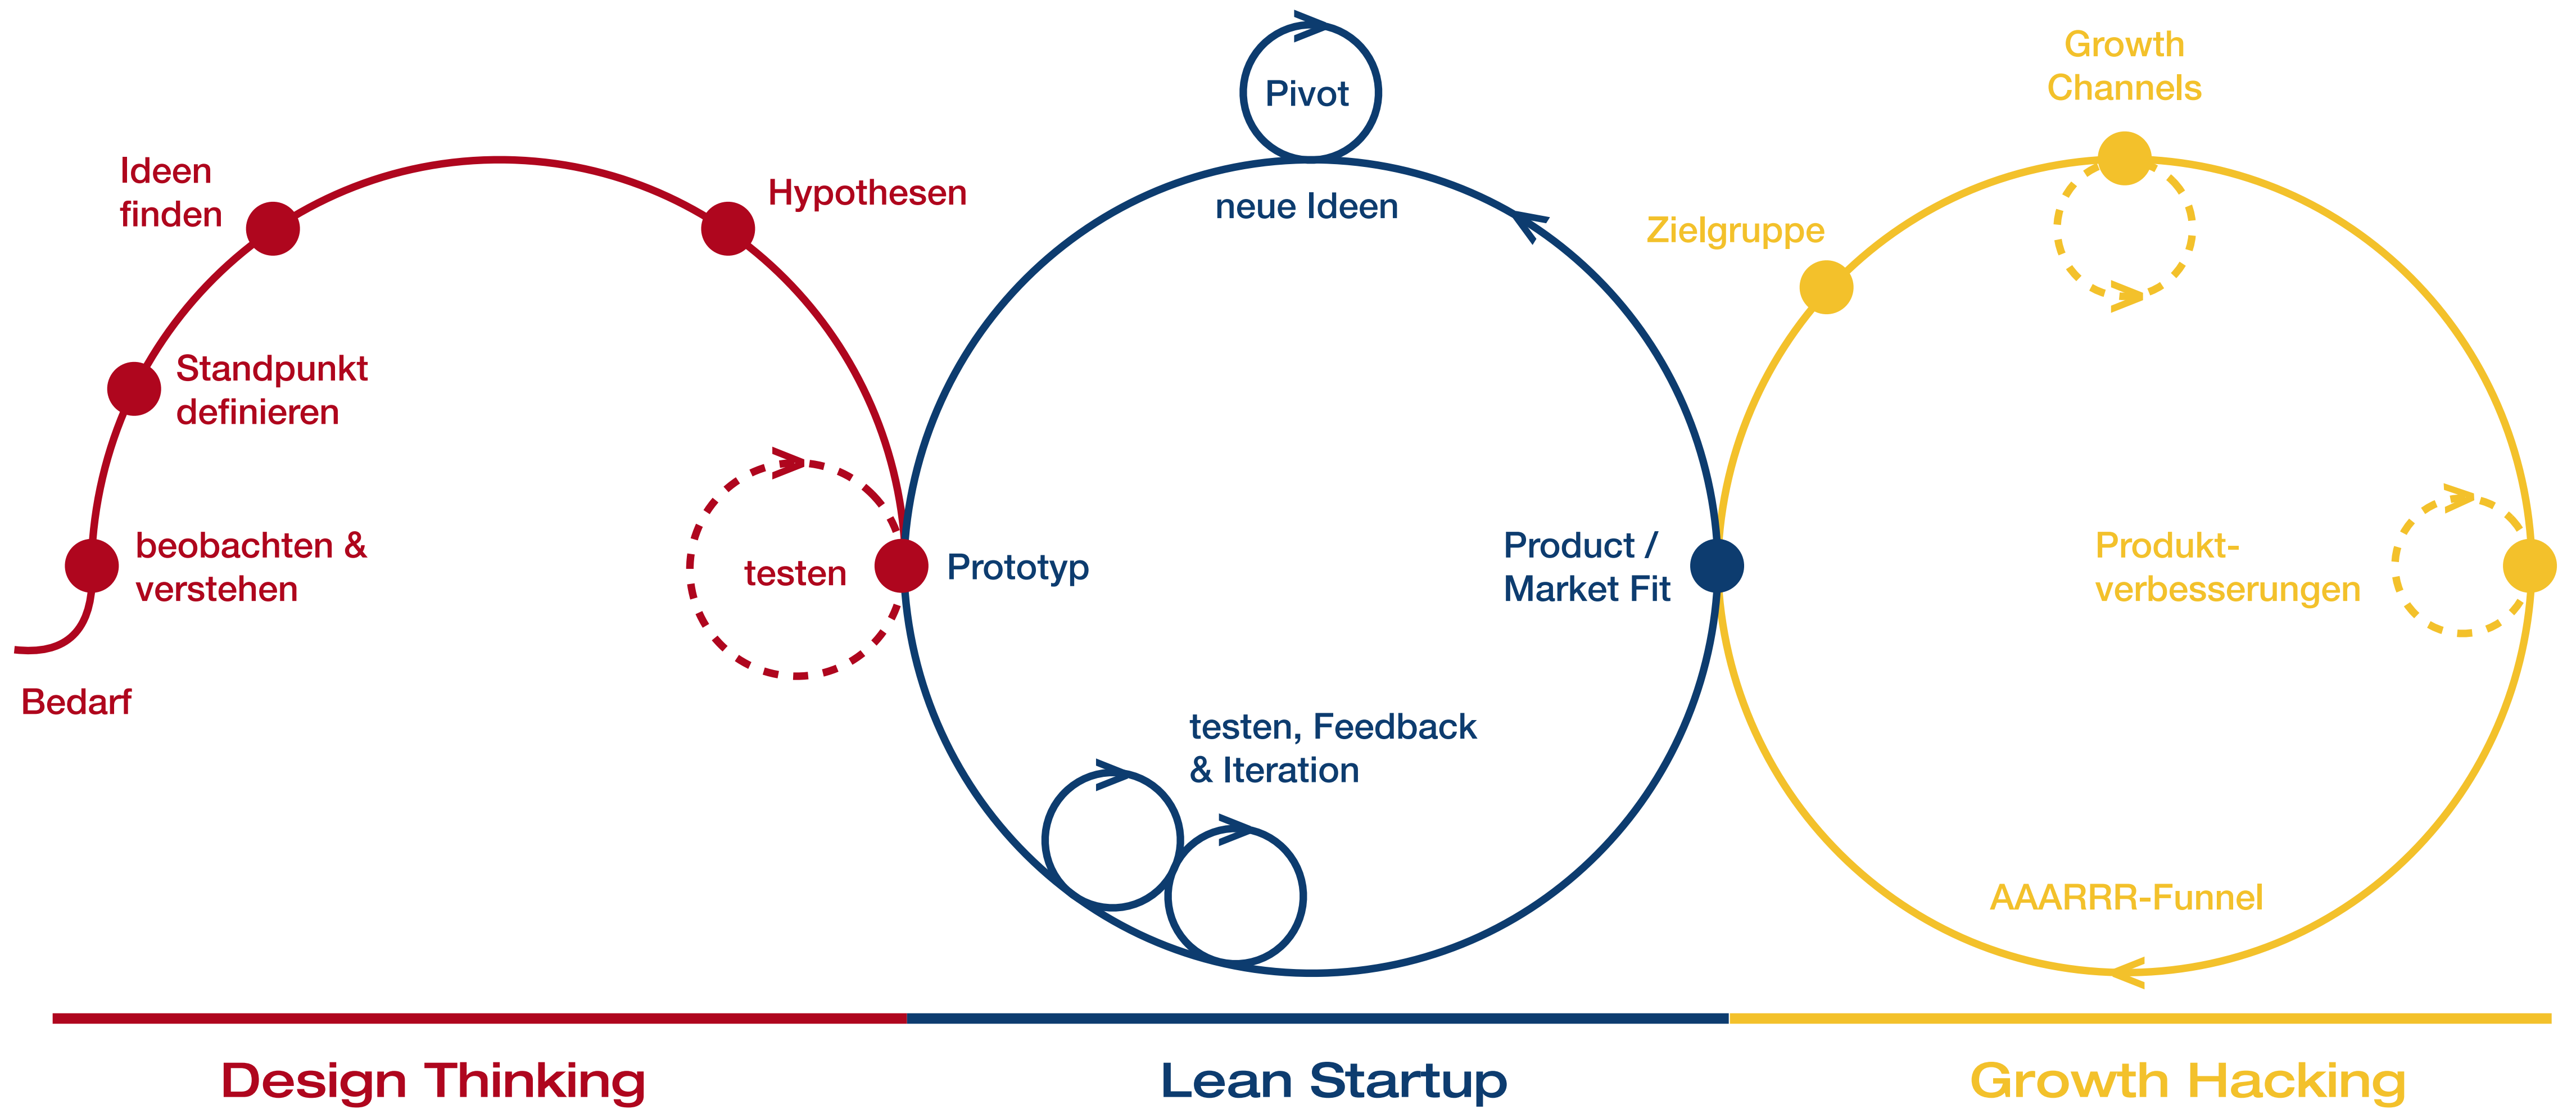 Ideen
finden
Hypothesen
Standpunkt
definieren
beobachten &
verstehen
testen
Bedarf
Pivot
neue Ideen
Prototyp
Product /
Market Fit
testen, Feedback
& Iteration
Growth
Channels
Zielgruppe
Produkt-
verbesserungen
AAARRR-Funnel
Design Thinking
Lean Startup
Growth Hacking